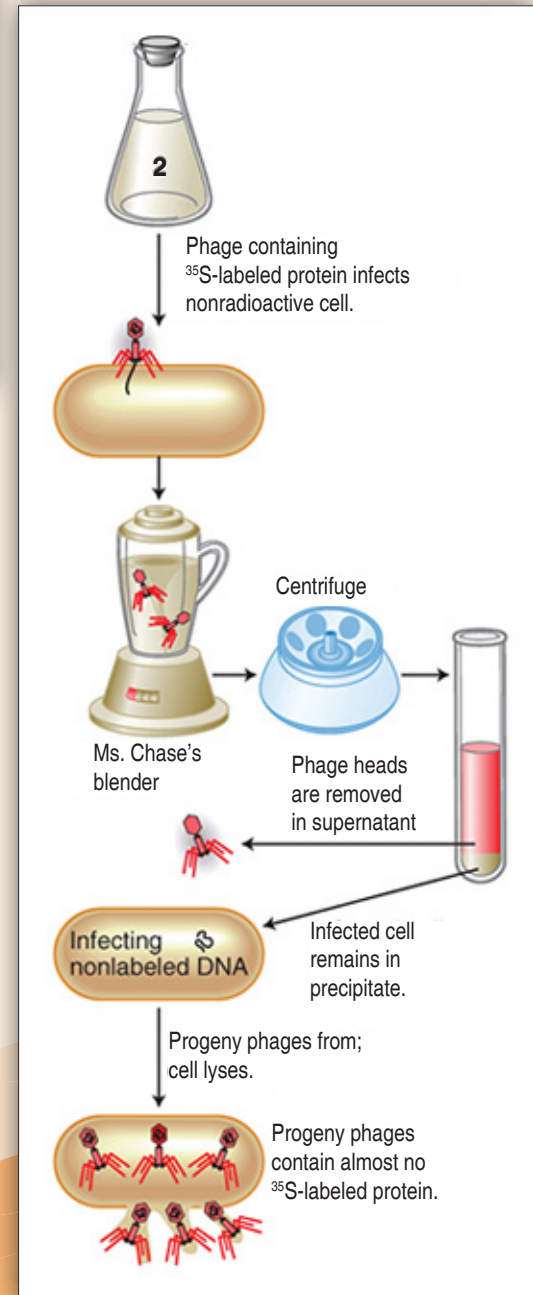 2
Phage containing
³⁵S-labeled protein infects
nonradioactive cell.
Centrifuge
Ms. Chase's
blender
Phage heads
are removed
in supernatant
Infecting
nonlabeled DNA
Infected cell
remains in
precipitate.
Progeny phages from;
cell lyses.
Progeny phages
contain almost no
³⁵S-labeled protein.